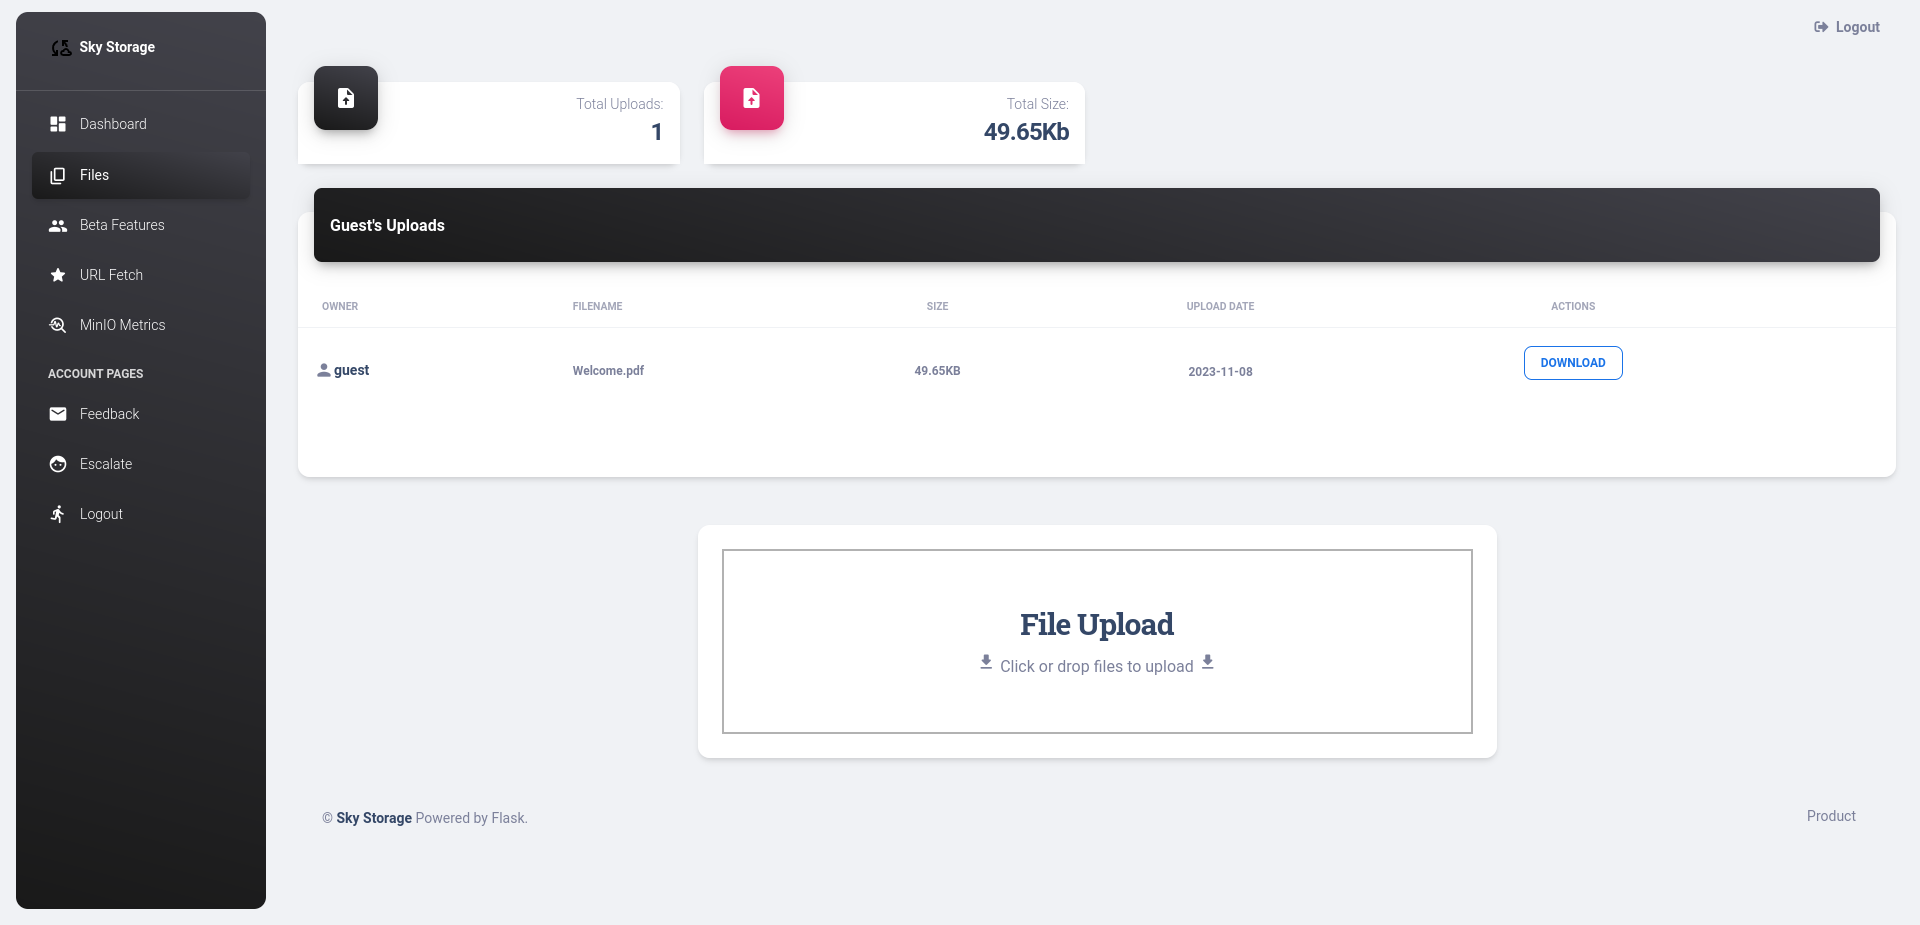 Sky Storage
Dashboard
Files
Beta Features
URL Fetch
MinIO Metrics
ACCOUNT PAGES
Feedback
Escalate
Logout
Logout
Total Uploads:
1
Total Size:
49.65Kb
Guest's Uploads
OWNER FILENAME SIZE UPLOAD DATE ACTIONS
guest Welcome.pdf 49.65KB 2023-11-08 DOWNLOAD
File Upload
Click or drop files to upload
© Sky Storage Powered by Flask.
Product